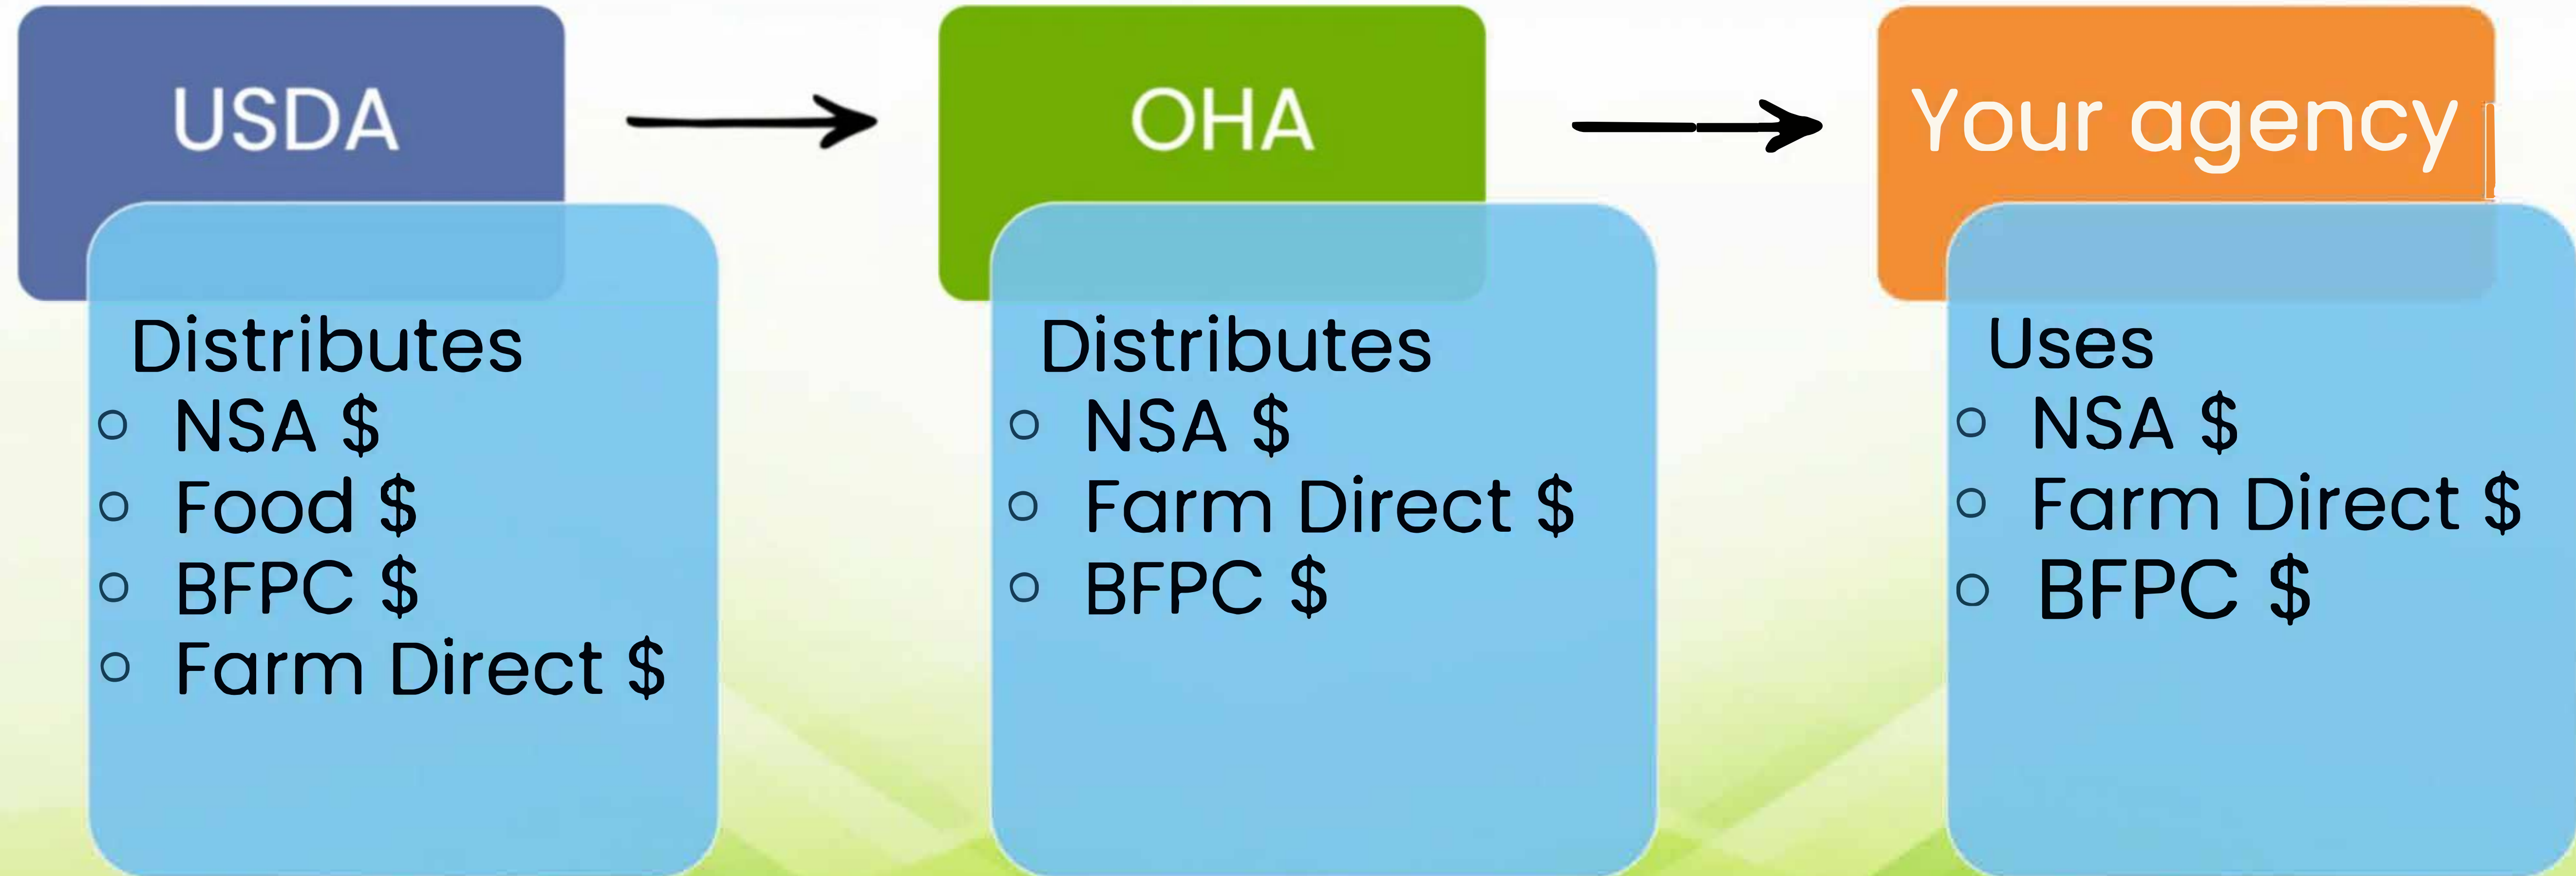 USDA
Distributes
NSA $
Food $
BFPC $
Farm Direct $
OHA
Distributes
NSA $
Farm Direct $
BFPC $
Your agency
Uses
NSA $
Farm Direct $
BFPC $